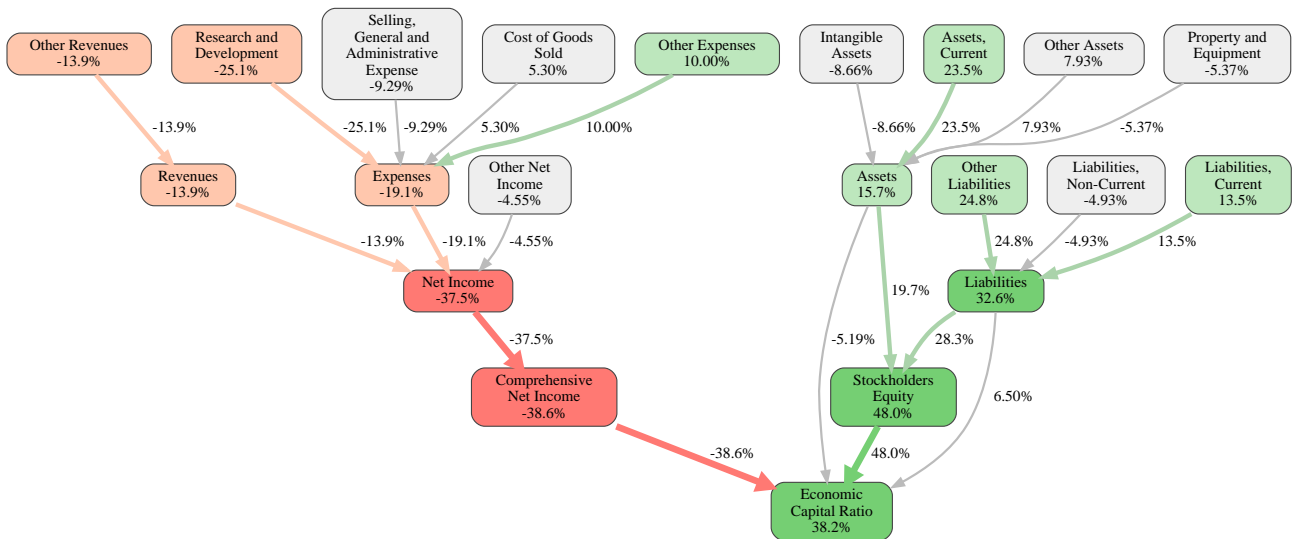 Other Revenues
-13.9%
Research and
Development
-25.1%
Selling,
General and
Administrative
Expense
-9.29%
Cost of Goods
Sold
5.30%
Other Expenses
10.00%
Intangible
Assets
-8.66%
Assets,
Current
23.5%
Other Assets
7.93%
Property and
Equipment
-5.37%
-13.9%
-25.1%
-9.29%
5.30%
10.00%
-8.66%
23.5%
7.93%
-5.37%
Revenues
-13.9%
Expenses
-19.1%
Other Net
Income
-4.55%
Assets
15.7%
Other
Liabilities
24.8%
Liabilities,
Non-Current
-4.93%
Liabilities,
Current
13.5%
-13.9%
-19.1%
-4.55%
24.8%
-4.93%
13.5%
Net Income
-37.5%
19.7%
Liabilities
32.6%
-37.5%
-5.19%
28.3%
Comprehensive
Net Income
-38.6%
Stockholders
Equity
48.0%
6.50%
-38.6%
48.0%
Economic
Capital Ratio
38.2%